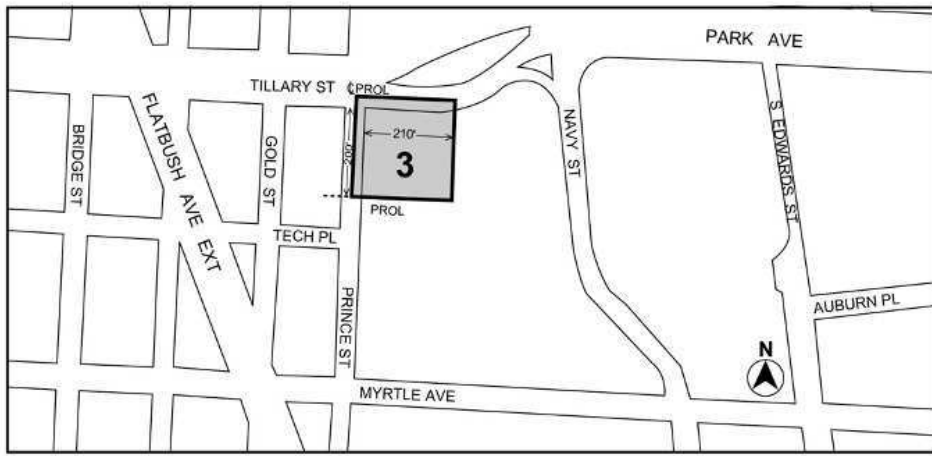 PARK AVE
TILLARY ST
PROL
FLATBUSH AVE EXT
BRIDGE ST
GOLD ST
210'
3
NAVY ST
S EDWARDS ST
PROL
TECH PL
PRINCE ST
AUBURN PL
N
MYRTLE AVE